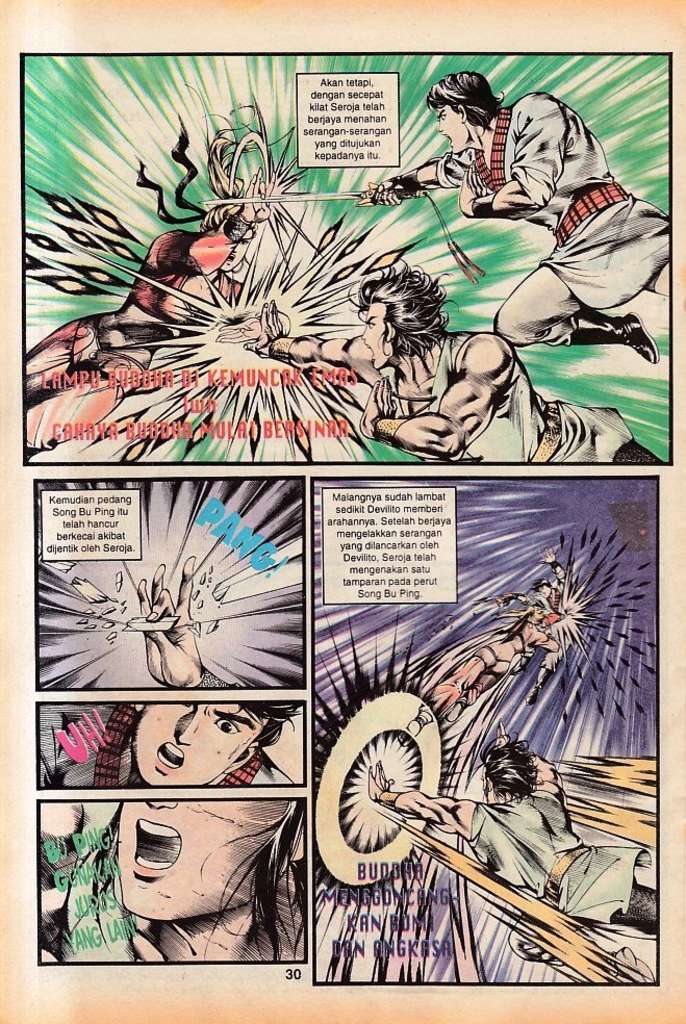 Akan tetapi,
dengan secepat
kilat Seroja telah
berjaya menahan
serangan-serangan
yang ditujukan
kepadanya itu.
LAMPU BUDDHA DI KEMUNCAK EMAS
IWA
CAHAYA BUDDHA MULAI BERSINAR
Kemudian pedang
Song Bu Ping itu
telah hancur
berkecai akibat
dijentik oleh Seroja.
PANG!
UH!
BU PING!
GUNAKAN
JURUS
YANG LAIN!
Malangnya sudah lambat
sedikit Devilito memberi
arahannya. Setelah berjaya
mengelakkan serangan
yang dilancarkan oleh
Devilito, Seroja telah
mengenakan satu
tamparan pada perut
Song Bu Ping.
BUDDHA
MENGGONCANG-
KAN BUMI
DAN ANGKASA
30